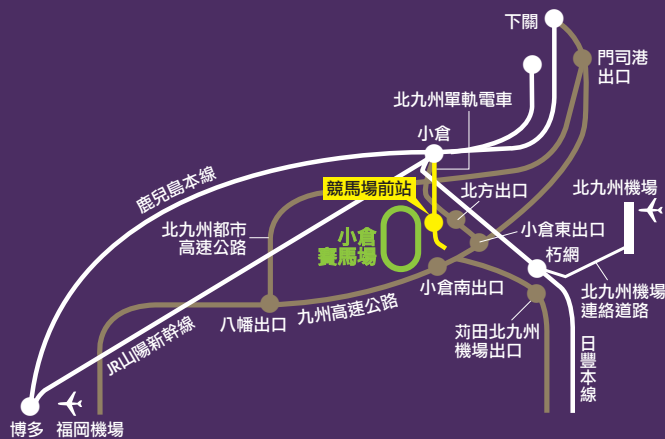 下關
門司港
出口
北九州單軌電車
小倉
鹿兒島本線
競馬場前站
北方出口
北九州機場
北九州都市
高速公路
小倉
賽馬場
小倉東出口
朽網
小倉南出口
北九州機場
連絡道路
八幡出口
九州高速公路
苅田北九州
機場出口
JR山陽新幹線
日豐本線
博多
福岡機場